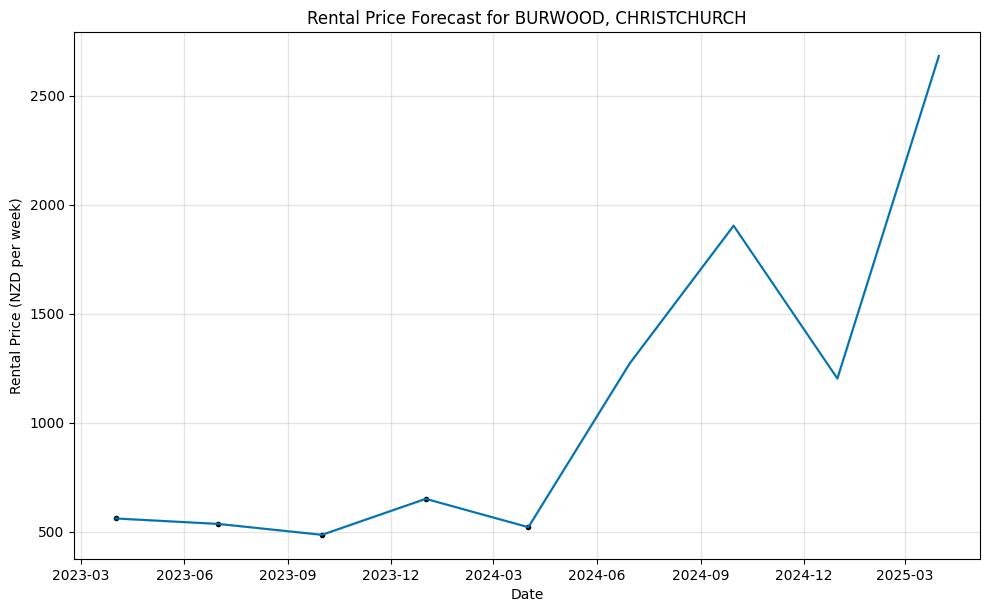 Rental Price Forecast for BURWOOD, CHRISTCHURCH
Rental Price (NZD per week)
2500
2000
1500
1000
500
2023-03 2023-06 2023-09 2023-12 2024-03 2024-06 2024-09 2024-12 2025-03
Date